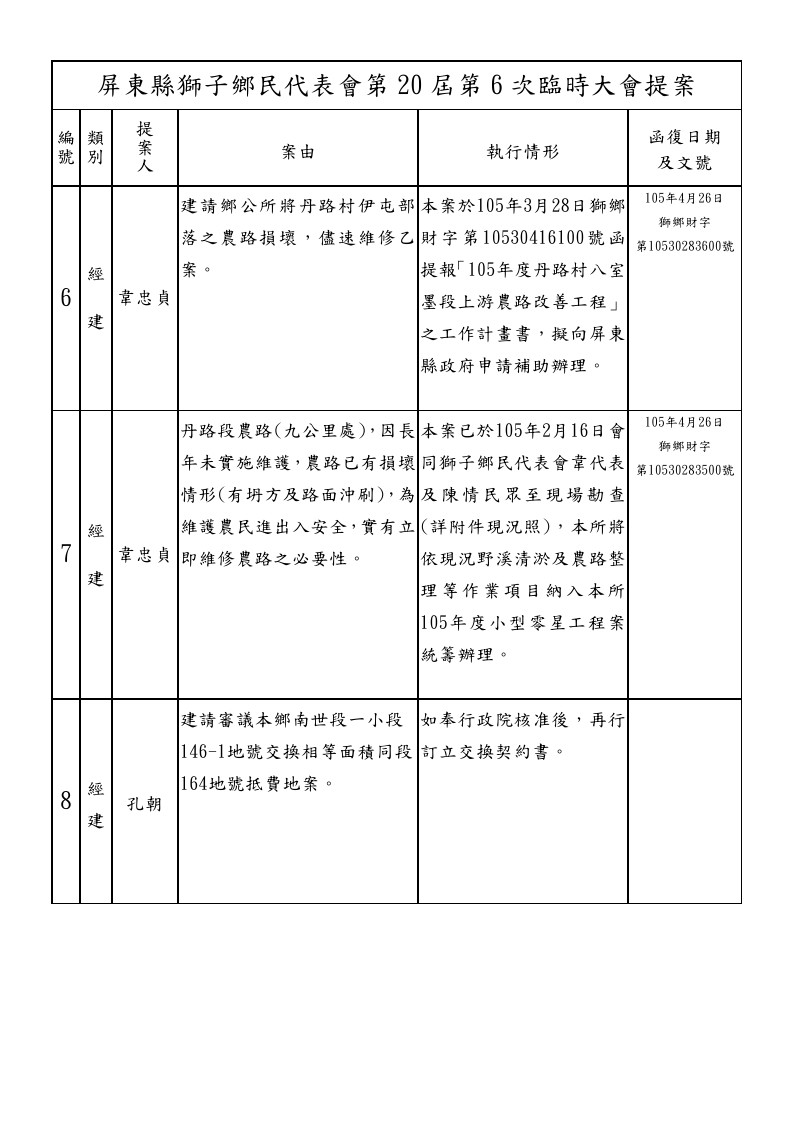 屏東縣獅子鄉民代表會第 20 屆第 6 次臨時大會提案
編號
類別
提案人
案由
執行情形
函復日期
及文號
6
經建
韋忠貞
建請鄉公所將丹路村伊屯部
落之農路損壞，儘速維修乙
案。
本案於105年3月28日獅鄉
財字第10530416100號函
提報「105年度丹路村八室
墨段上游農路改善工程」
之工作計畫書，擬向屏東
縣政府申請補助辦理。
105年4月26日
獅鄉財字
第10530283600號
7
經建
韋忠貞
丹路段農路(九公里處)，因長
年未實施維護，農路已有損壞
情形(有坍方及路面沖刷)，為
維護農民進出入安全，實有立
即維修農路之必要性。
本案已於105年2月16日會
同獅子鄉民代表會韋代表
及陳情民眾至現場勘查
(詳附件現況照)，本所將
依現況野溪清淤及農路整
理等作業項目納入本所
105年度小型零星工程案
統籌辦理。
105年4月26日
獅鄉財字
第10530283500號
8
經建
孔朝
建請審議本鄉南世段一小段
146-1地號交換相等面積同段
164地號抵費地案。
如奉行政院核准後，再行
訂立交換契約書。